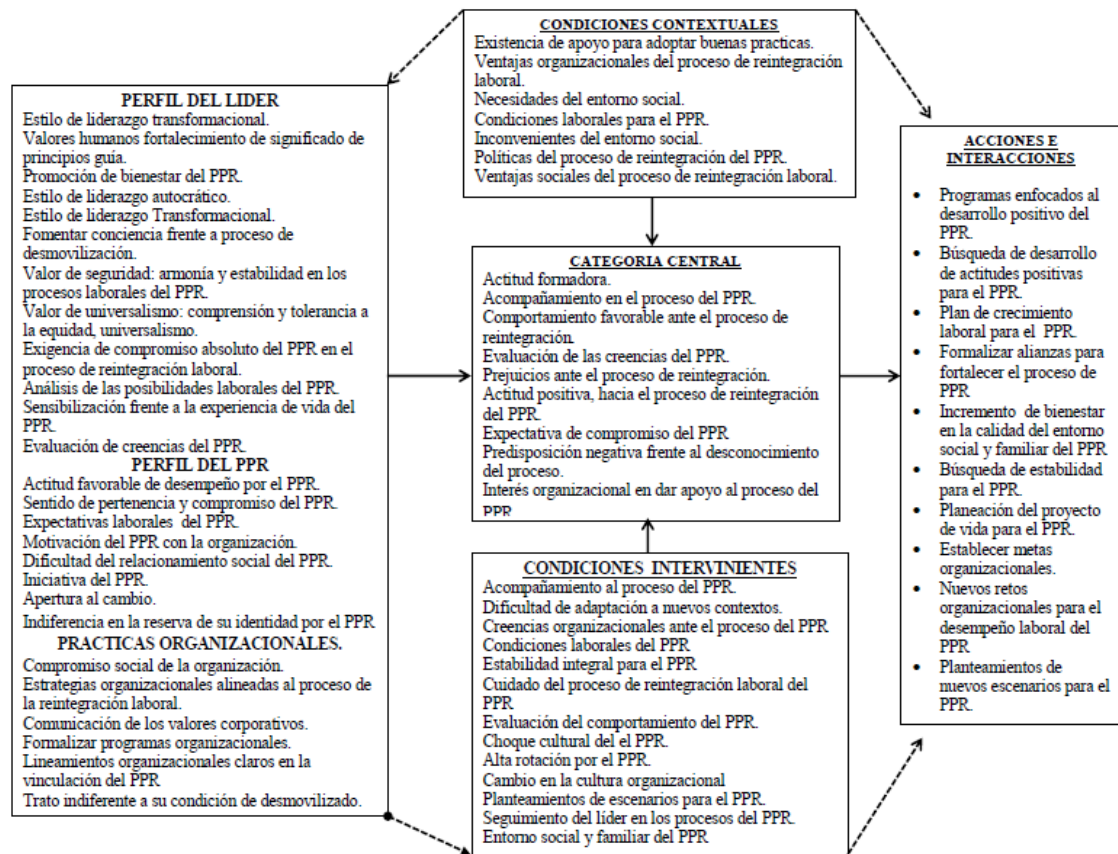 CONDICIONES CONTEXTUALES
Existencia de apoyo para adoptar buenas practicas.
Ventajas organizacionales del proceso de reintegración
laboral.
Necesidades del entorno social.
Condiciones laborales para el PPR.
Inconvenientes del entorno social.
Políticas del proceso de reintegración del PPR.
Ventajas sociales del proceso de reintegración laboral.
PERFIL DEL LIDER
Estilo de liderazgo transformacional.
Valores humanos fortalecimiento de significado de
principios guía.
Promoción de bienestar del PPR.
Estilo de liderazgo autocrático.
Estilo de liderazgo Transformacional.
Fomentar conciencia frente a proceso de
desmovilización.
Valor de seguridad: armonía y estabilidad en los
procesos laborales del PPR.
Valor de universalismo: comprensión y tolerancia a
la equidad, universalismo.
Exigencia de compromiso absoluto del PPR en el
proceso de reintegración laboral.
Análisis de las posibilidades laborales del PPR.
Sensibilización frente a la experiencia de vida del
PPR.
Evaluación de creencias del PPR.
PERFIL DEL PPR
Actitud favorable de desempeño por el PPR.
Sentido de pertenencia y compromiso del PPR.
Expectativas laborales del PPR.
Motivación del PPR con la organización.
Dificultad del relacionamiento social del PPR.
Iniciativa del PPR.
Apertura al cambio.
Indiferencia en la reserva de su identidad por el PPR
PRACTICAS ORGANIZACIONALES.
Compromiso social de la organización.
Estrategias organizacionales alineadas al proceso de
la reintegración laboral.
Comunicación de los valores corporativos.
Formalizar programas organizacionales.
Lineamientos organizacionales claros en la
vinculación del PPR
Trato indiferente a su condición de desmovilizado.
CATEGORIA CENTRAL
Actitud formadora.
Acompañamiento en el proceso del PPR.
Comportamiento favorable ante el proceso de
reintegración.
Evaluación de las creencias del PPR.
Prejuicios ante el proceso de reintegración.
Actitud positiva, hacia el proceso de reintegración
del PPR.
Expectativa de compromiso del PPR
Predisposición negativa frente al desconocimiento
del proceso.
Interés organizacional en dar apoyo al proceso del
PPR
CONDICIONES INTERVINIENTES
Acompañamiento al proceso del PPR.
Dificultad de adaptación a nuevos contextos.
Creencias organizacionales ante el proceso del PPR
Condiciones laborales del PPR
Estabilidad integral para el PPR
Cuidado del proceso de reintegración laboral del
PPR
Evaluación del comportamiento del PPR.
Choque cultural del el PPR.
Alta rotación por el PPR.
Cambio en la cultura organizacional
Planteamientos de escenarios para el PPR.
Seguimiento del líder en los procesos del PPR.
Entorno social y familiar del PPR
ACCIONES E
INTERACCIONES
• Programas enfocados al
desarrollo positivo del
PPR.
• Búsqueda de desarrollo
de actitudes positivas
para el PPR.
• Plan de crecimiento
laboral para el PPR.
• Formalizar alianzas para
fortalecer el proceso de
PPR
• Incremento de bienestar
en la calidad del entorno
social y familiar del PPR
• Búsqueda de estabilidad
para el PPR.
• Planeación del proyecto
de vida para el PPR.
• Establecer metas
organizacionales.
• Nuevos retos
organizacionales para el
desempeño laboral del
PPR
• Planteamientos de
nuevos escenarios para el
PPR.